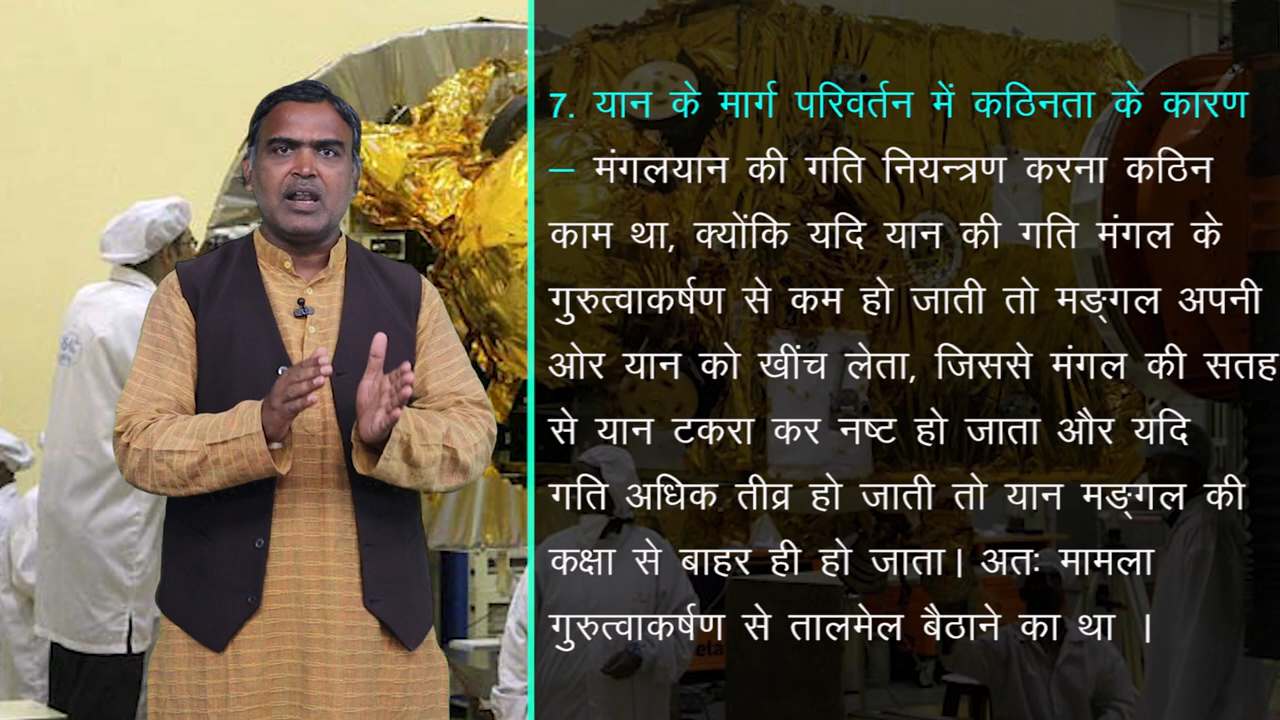 7. यान के मार्ग परिवर्तन में कठिनता के कारण
– मंगलयान की गति नियन्त्रण करना कठिन
काम था, क्योंकि यदि यान की गति मंगल के
गुरुत्वाकर्षण से कम हो जाती तो मङ्गल अपनी
ओर यान को खींच लेता, जिससे मंगल की सतह
से यान टकरा कर नष्ट हो जाता और यदि
गति अधिक तीव्र हो जाती तो यान मङ्गल की
कक्षा से बाहर ही हो जाता। अतः मामला
गुरुत्वाकर्षण से तालमेल बैठाने का था ।